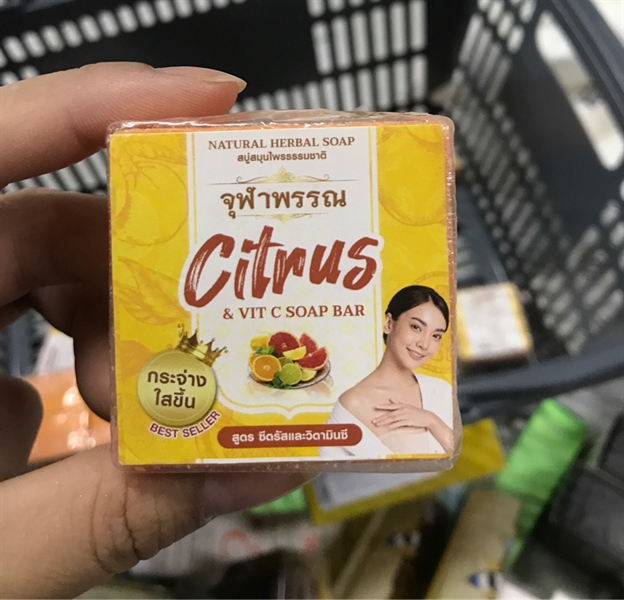 NATURAL HERBAL SOAP
สบู่สมุนไพรธรรมชาติ
จุฬาพรรณ
Citrus
& VIT C SOAP BAR
กระจ่าง
ใสขึ้น
BEST SELLER
สูตร ซีตรัสและวิตามินซี